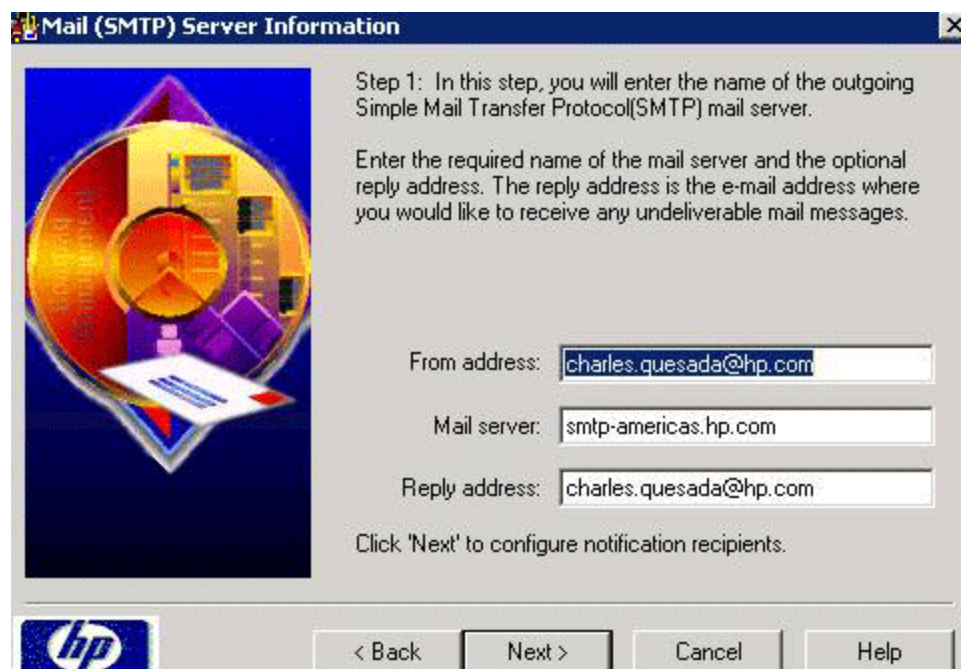 Mail (SMTP) Server Information
Step 1: In this step, you will enter the name of the outgoing
Simple Mail Transfer Protocol(SMTP) mail server.
Enter the required name of the mail server and the optional
reply address. The reply address is the e-mail address where
you would like to receive any undeliverable mail messages.
From address: charles.quesada@hp.com
Mail server: smtp-americas.hp.com
Reply address: charles.quesada@hp.com
Click 'Next' to configure notification recipients.
hp
< Back Next > Cancel Help